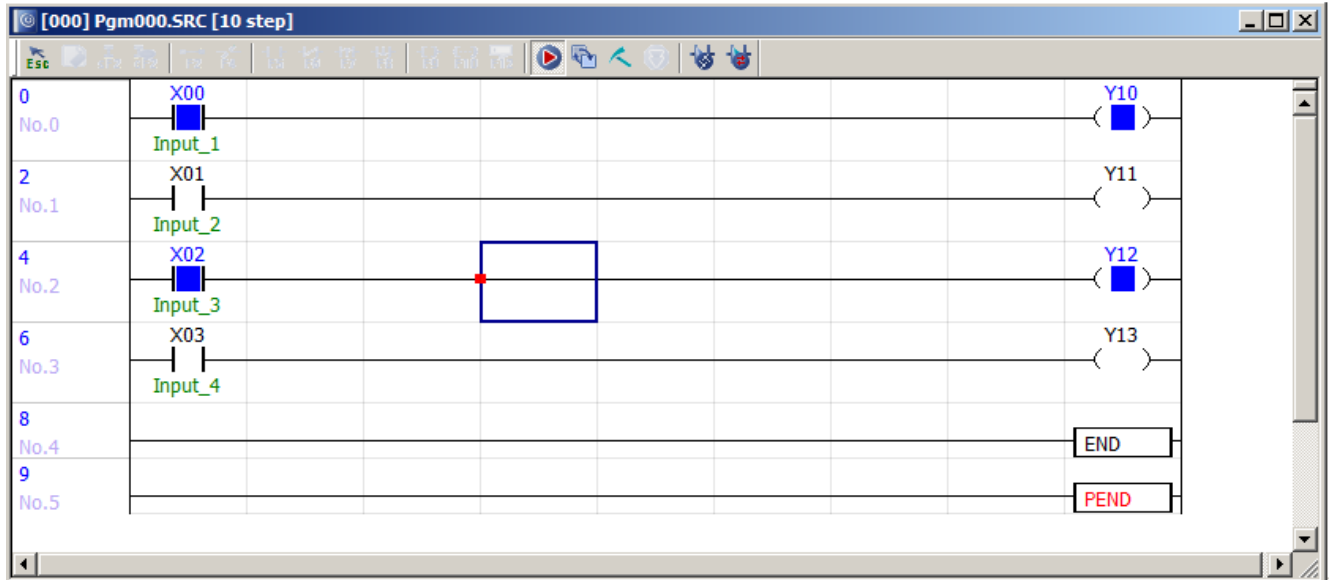 [000] Pgm000.SRC [10 step]
Esc
0 X00 Y10
No.0
Input_1
2 X01 Y11
No.1
Input_2
4 X02 Y12
No.2
Input_3
6 X03 Y13
No.3
Input_4
8
No.4 END
9
No.5 PEND